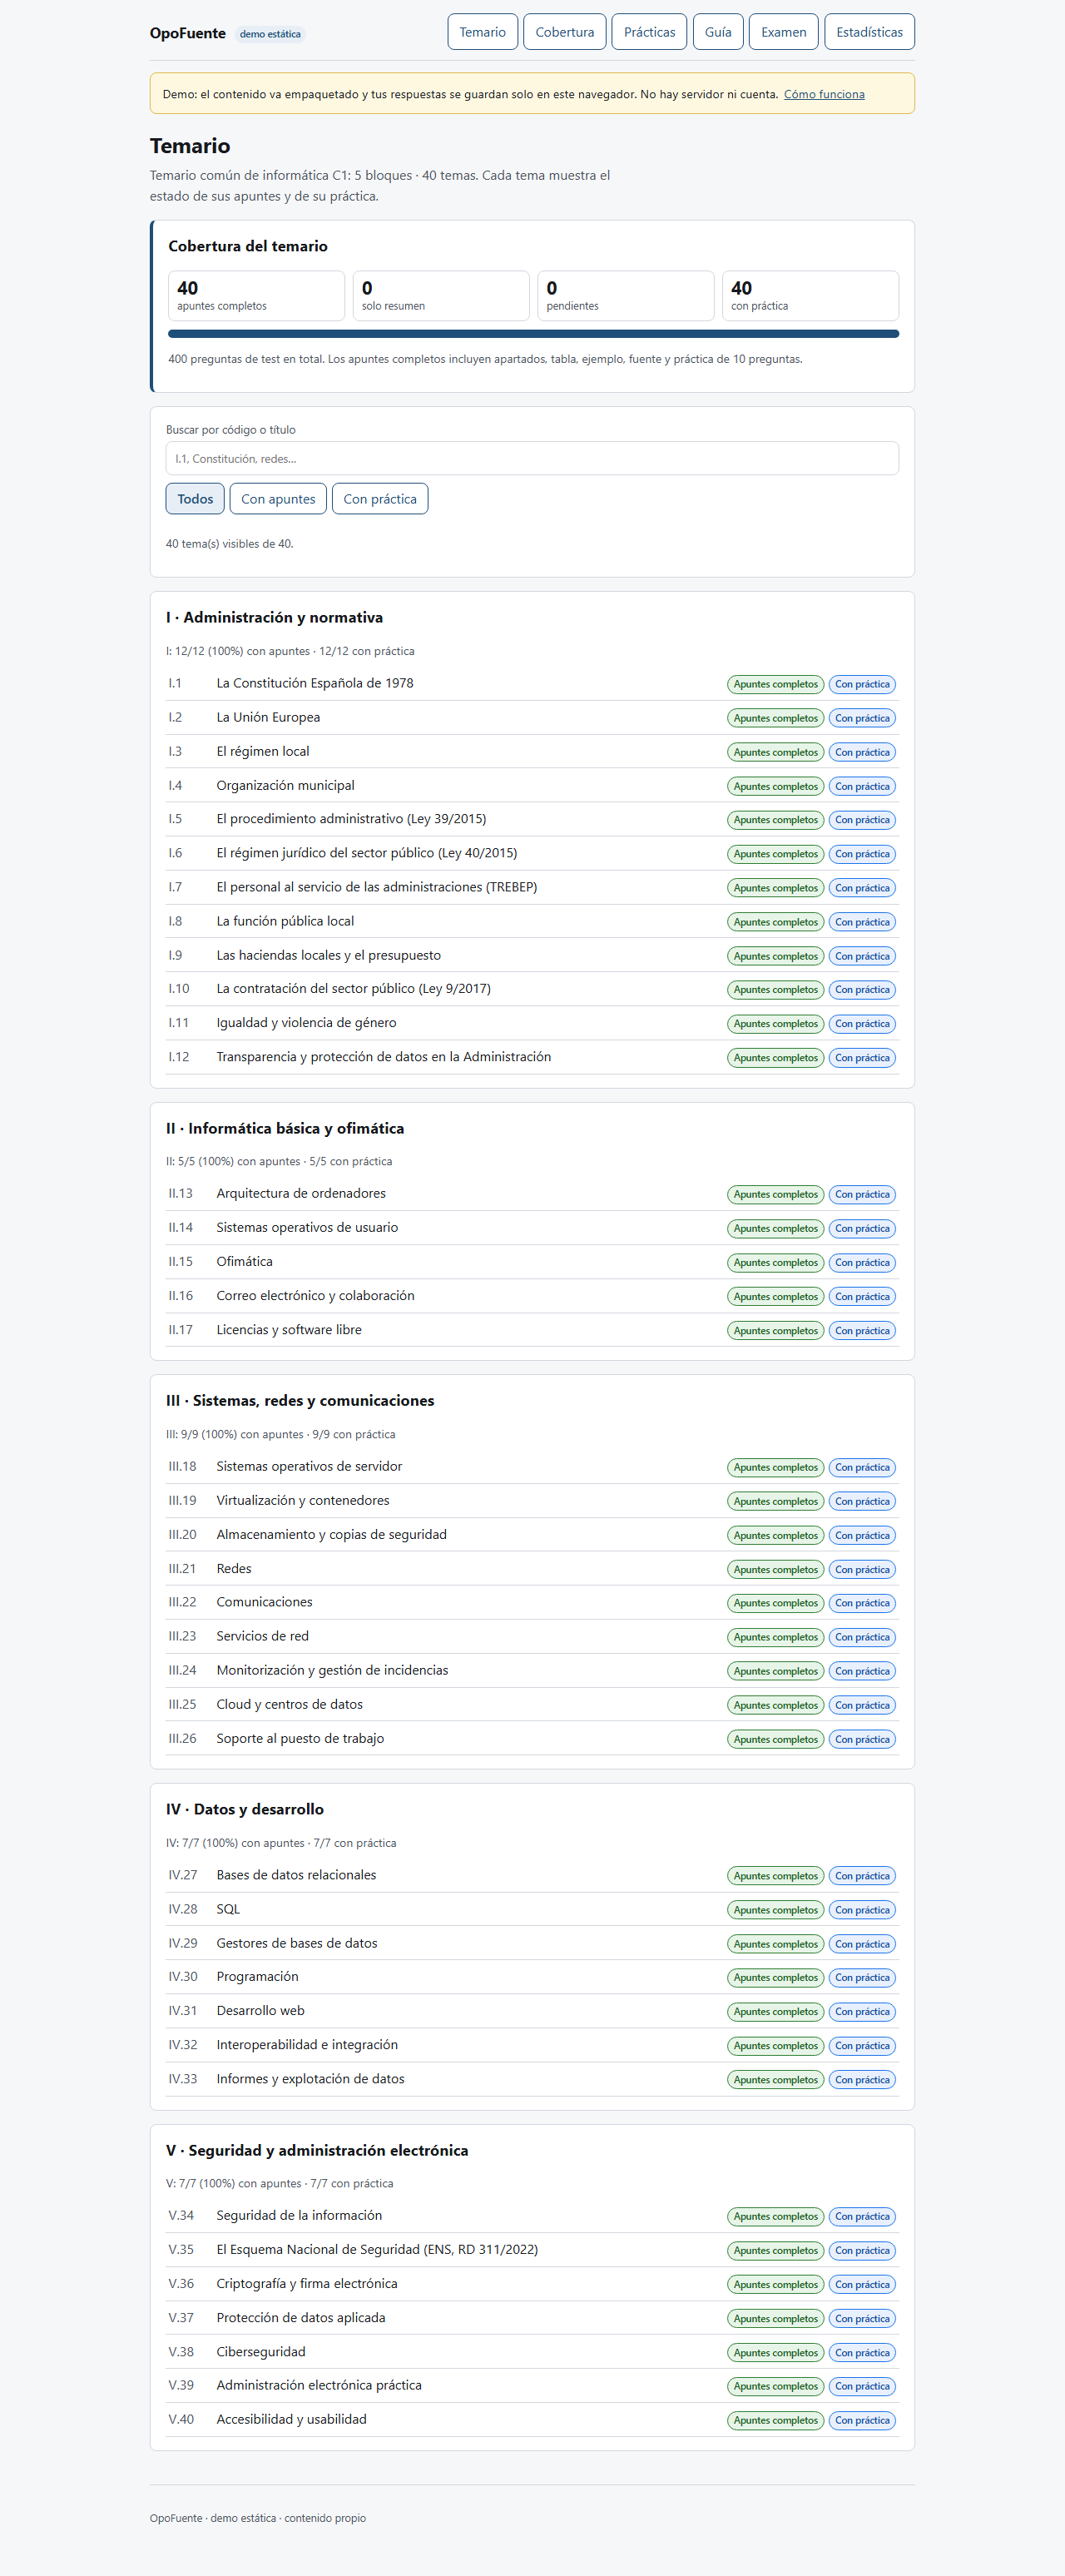 OpoFuente demo estática Temario Cobertura Prácticas Guía Examen Estadísticas
Demo: el contenido va empaquetado y tus respuestas se guardan solo en este navegador. No hay servidor ni cuenta. Cómo funciona
Temario
Temario común de informática C1: 5 bloques · 40 temas. Cada tema muestra el
estado de sus apuntes y de su práctica.
Cobertura del temario
40 0 0 40
apuntes completos solo resumen pendientes con práctica
400 preguntas de test en total. Los apuntes completos incluyen apartados, tabla, ejemplo, fuente y práctica de 10 preguntas.
Buscar por código o título
I.1, Constitución, redes…
Todos Con apuntes Con práctica
40 tema(s) visibles de 40.
I · Administración y normativa
I: 12/12 (100%) con apuntes · 12/12 con práctica
I.1 La Constitución Española de 1978 Apuntes completos Con práctica
I.2 La Unión Europea Apuntes completos Con práctica
I.3 El régimen local Apuntes completos Con práctica
I.4 Organización municipal Apuntes completos Con práctica
I.5 El procedimiento administrativo (Ley 39/2015) Apuntes completos Con práctica
I.6 El régimen jurídico del sector público (Ley 40/2015) Apuntes completos Con práctica
I.7 El personal al servicio de las administraciones (TREBEP) Apuntes completos Con práctica
I.8 La función pública local Apuntes completos Con práctica
I.9 Las haciendas locales y el presupuesto Apuntes completos Con práctica
I.10 La contratación del sector público (Ley 9/2017) Apuntes completos Con práctica
I.11 Igualdad y violencia de género Apuntes completos Con práctica
I.12 Transparencia y protección de datos en la Administración Apuntes completos Con práctica
II · Informática básica y ofimática
II: 5/5 (100%) con apuntes · 5/5 con práctica
II.13 Arquitectura de ordenadores Apuntes completos Con práctica
II.14 Sistemas operativos de usuario Apuntes completos Con práctica
II.15 Ofimática Apuntes completos Con práctica
II.16 Correo electrónico y colaboración Apuntes completos Con práctica
II.17 Licencias y software libre Apuntes completos Con práctica
III · Sistemas, redes y comunicaciones
III: 9/9 (100%) con apuntes · 9/9 con práctica
III.18 Sistemas operativos de servidor Apuntes completos Con práctica
III.19 Virtualización y contenedores Apuntes completos Con práctica
III.20 Almacenamiento y copias de seguridad Apuntes completos Con práctica
III.21 Redes Apuntes completos Con práctica
III.22 Comunicaciones Apuntes completos Con práctica
III.23 Servicios de red Apuntes completos Con práctica
III.24 Monitorización y gestión de incidencias Apuntes completos Con práctica
III.25 Cloud y centros de datos Apuntes completos Con práctica
III.26 Soporte al puesto de trabajo Apuntes completos Con práctica
IV · Datos y desarrollo
IV: 7/7 (100%) con apuntes · 7/7 con práctica
IV.27 Bases de datos relacionales Apuntes completos Con práctica
IV.28 SQL Apuntes completos Con práctica
IV.29 Gestores de bases de datos Apuntes completos Con práctica
IV.30 Programación Apuntes completos Con práctica
IV.31 Desarrollo web Apuntes completos Con práctica
IV.32 Interoperabilidad e integración Apuntes completos Con práctica
IV.33 Informes y explotación de datos Apuntes completos Con práctica
V · Seguridad y administración electrónica
V: 7/7 (100%) con apuntes · 7/7 con práctica
V.34 Seguridad de la información Apuntes completos Con práctica
V.35 El Esquema Nacional de Seguridad (ENS, RD 311/2022) Apuntes completos Con práctica
V.36 Criptografía y firma electrónica Apuntes completos Con práctica
V.37 Protección de datos aplicada Apuntes completos Con práctica
V.38 Ciberseguridad Apuntes completos Con práctica
V.39 Administración electrónica práctica Apuntes completos Con práctica
V.40 Accesibilidad y usabilidad Apuntes completos Con práctica
OpoFuente · demo estática · contenido propio